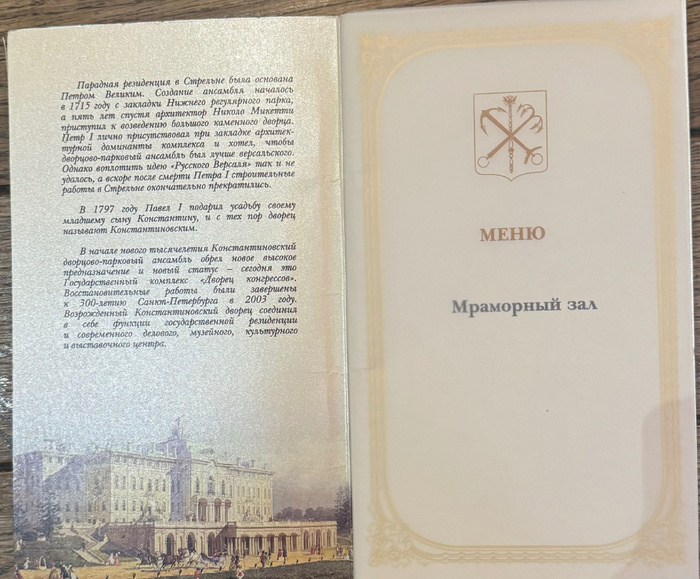 Парадная резиденция в Стрельне была основана
Петром Великим. Создание ансамбля началось
в 1715 году с закладки Нижнего регулярного парка,
а пять лет спустя архитектор Николо Микетти
приступил к возведению большого каменного дворца.
Петр I лично присутствовал при закладке архитек-
турной доминанты комплекса и хотел, чтобы
дворцово-парковый ансамбль был лучше версальского.
Однако воплотить идею «Русского Версаля» так и не
удалось, а вскоре после смерти Петра I строительные
работы в Стрельне окончательно прекратились.
В 1797 году Павел I подарил усадьбу своему
младшему сыну Константину, и с тех пор дворец
называют Константиновским.
В начале нового тысячелетия Константиновский
дворцово-парковый ансамбль обрел новое высокое
предназначение и новый статус – сегодня это
Государственный комплекс «Дворец конгрессов».
Восстановительные работы были завершены
к 300-летию Санкт-Петербурга в 2003 году.
Возрожденный Константиновский дворец соединил
в себе функции государственной резиденции
и современного делового, музейного, культурного
и выставочного центра.
МЕНЮ
Мраморный зал